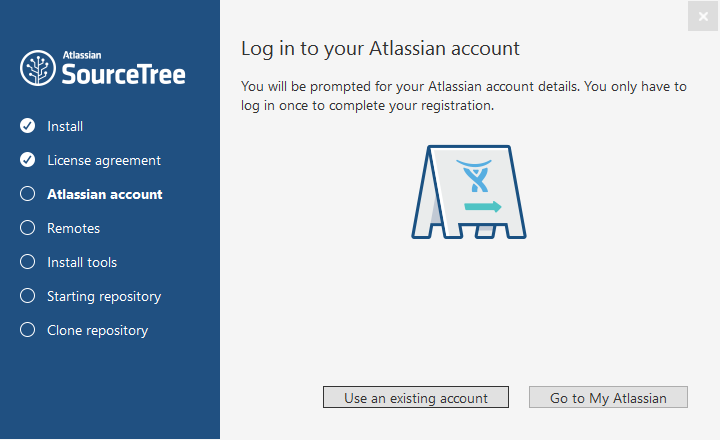 Atlassian
SourceTree
Install
License agreement
Atlassian account
Remotes
Install tools
Starting repository
Clone repository
Log in to your Atlassian account
You will be prompted for your Atlassian account details. You only have to
log in once to complete your registration.
Use an existing account
Go to My Atlassian